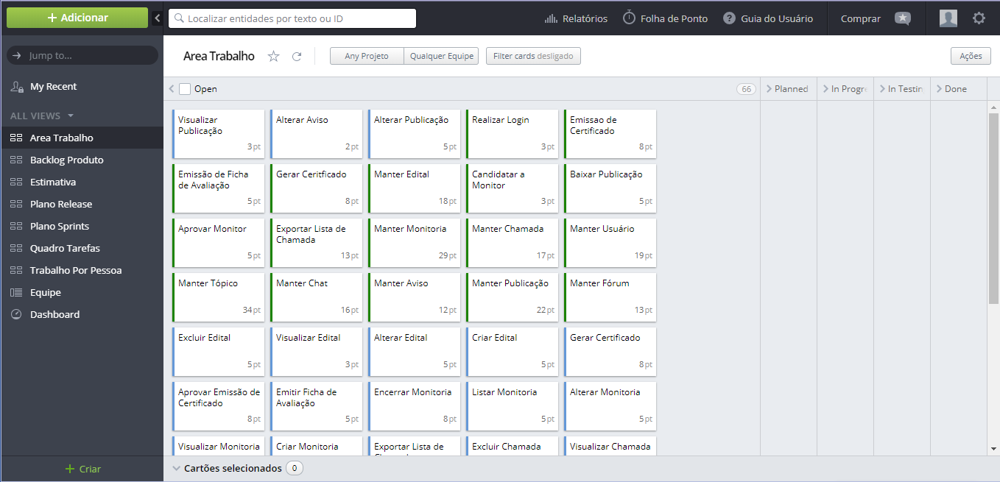 + Adicionar
Localizar entidades por texto ou ID
Relatórios
Folha de Ponto
Guia do Usuário
Comprar
Jump to...
My Recent
ALL VIEWS
Area Trabalho
Backlog Produto
Estimativa
Plano Release
Plano Sprints
Quadro Tarefas
Trabalho Por Pessoa
Equipe
Dashboard
+ Criar
Area Trabalho
Any Projeto
Qualquer Equipe
Filter cards desligado
Ações
Open
66
Planned
In Progre
In Testin
Done
Visualizar
Publicação
3pt
Alterar Aviso
2pt
Alterar Publicação
5pt
Realizar Login
3pt
Emissao de
Certificado
8pt
Emissão de Ficha
de Avaliação
5pt
Gerar Ceritficado
8pt
Manter Edital
18pt
Candidatar a
Monitor
3pt
Baixar Publicação
5pt
Aprovar Monitor
5pt
Exportar Lista de
Chamada
13pt
Manter Monitoria
29pt
Manter Chamada
17pt
Manter Usuário
19pt
Manter Tópico
34pt
Manter Chat
16pt
Manter Aviso
12pt
Manter Publicação
22pt
Manter Fórum
13pt
Excluir Edital
5pt
Visualizar Edital
3pt
Alterar Edital
5pt
Criar Edital
5pt
Gerar Certificado
8pt
Aprovar Emissão de
Certificado
8pt
Emitir Ficha de
Avaliação
5pt
Encerrar Monitoria
8pt
Listar Monitoria
5pt
Alterar Monitoria
5pt
Visualizar Monitoria
Criar Monitoria
Exportar Lista de
Excluir Chamada
Visualizar Chamada
Cartões selecionados
0